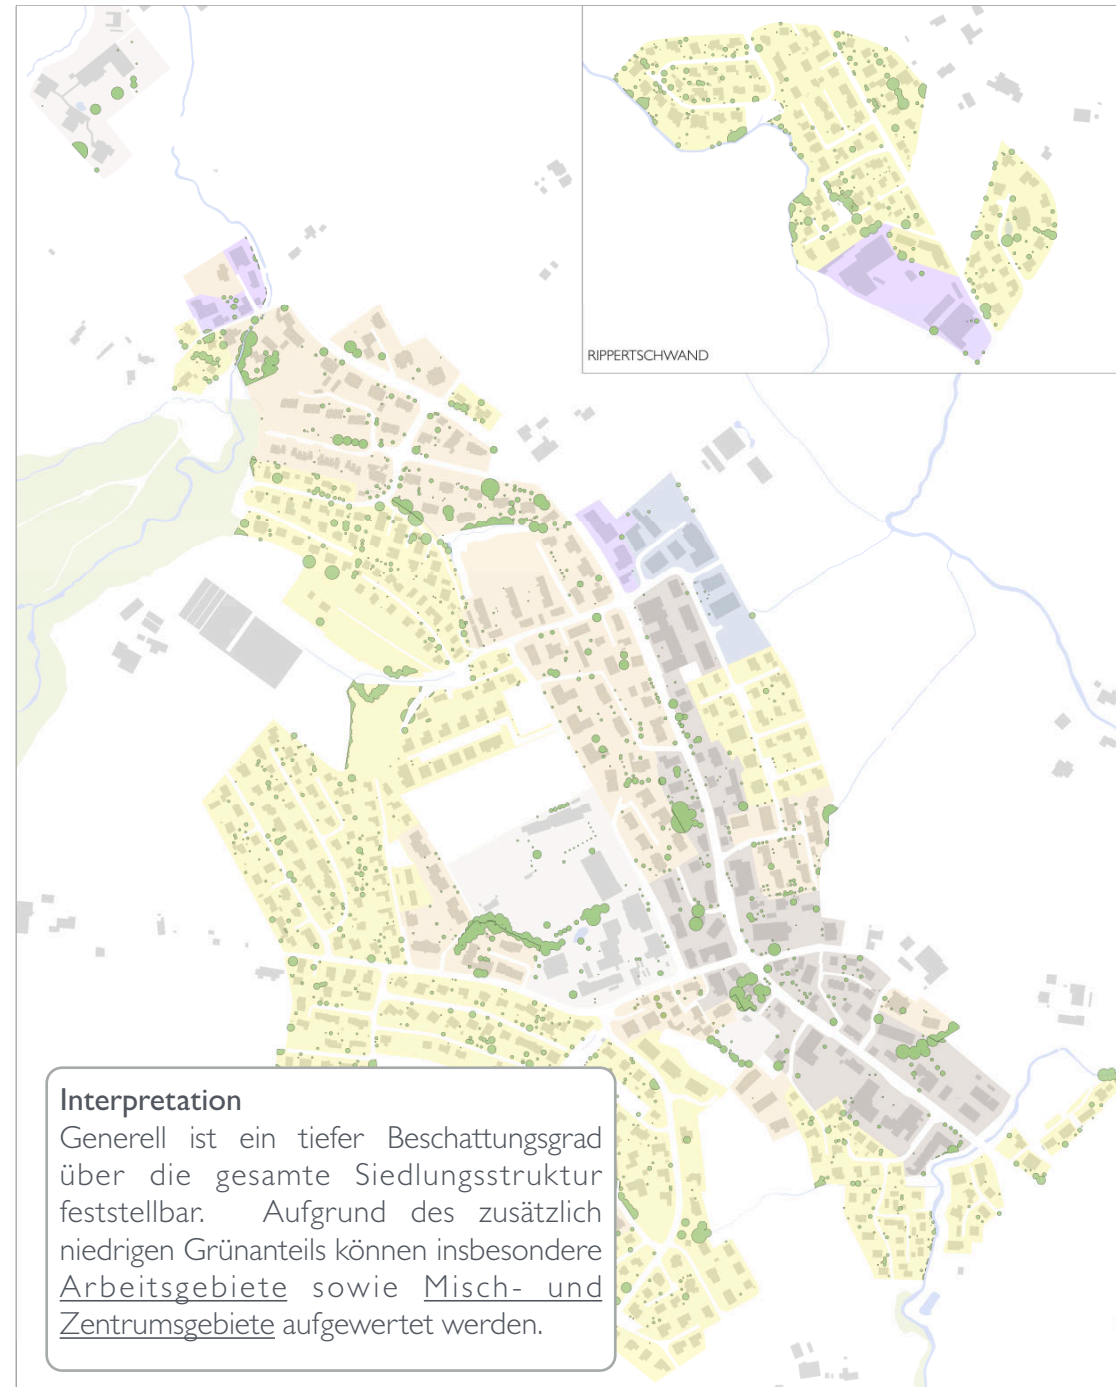 RIPPERTSCHWAND
Interpretation
Generell ist ein tiefer Beschattungsgrad
über die gesamte Siedlungsstruktur
feststellbar. Aufgrund des zusätzlich
niedrigen Grünanteils können insbesondere
Arbeitsgebiete sowie Misch- und
Zentrumsgebiete aufgewertet werden.